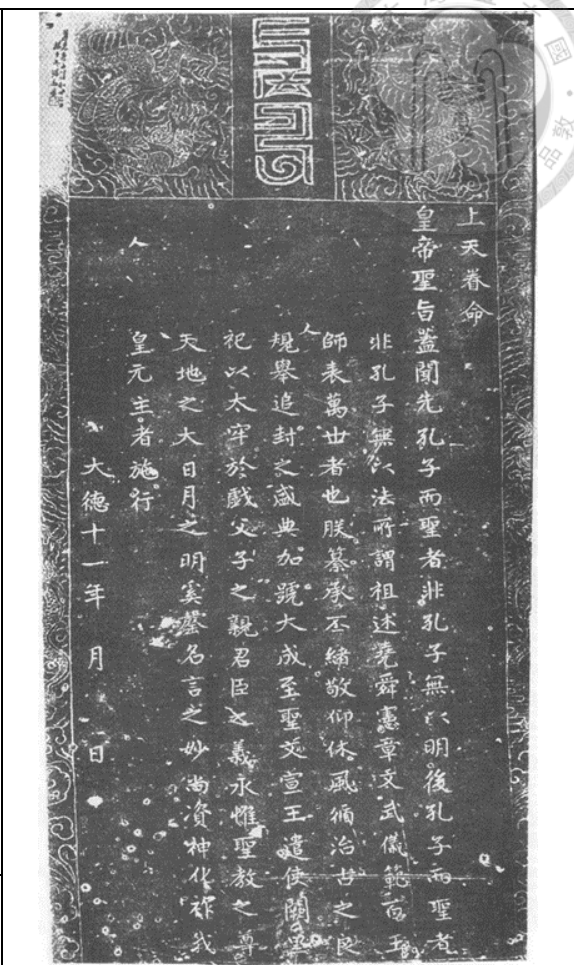 上天眷命
皇帝聖旨蓋聞先孔子而聖者非孔子無以明後孔子而聖者
非孔子無以法所謂祖述堯舜憲章文武儀範百王
師表萬世者也朕纂承丕緒敬仰休風循治古之良
規舉追封之盛典加號大成至聖文宣王遣使闕里
祀以太牢於戲父子之親君臣之義永惟聖教之尊
天地之大日月之明奚罄名言之妙尚資神化祚我
皇元主者施行
大德十一年 月 日